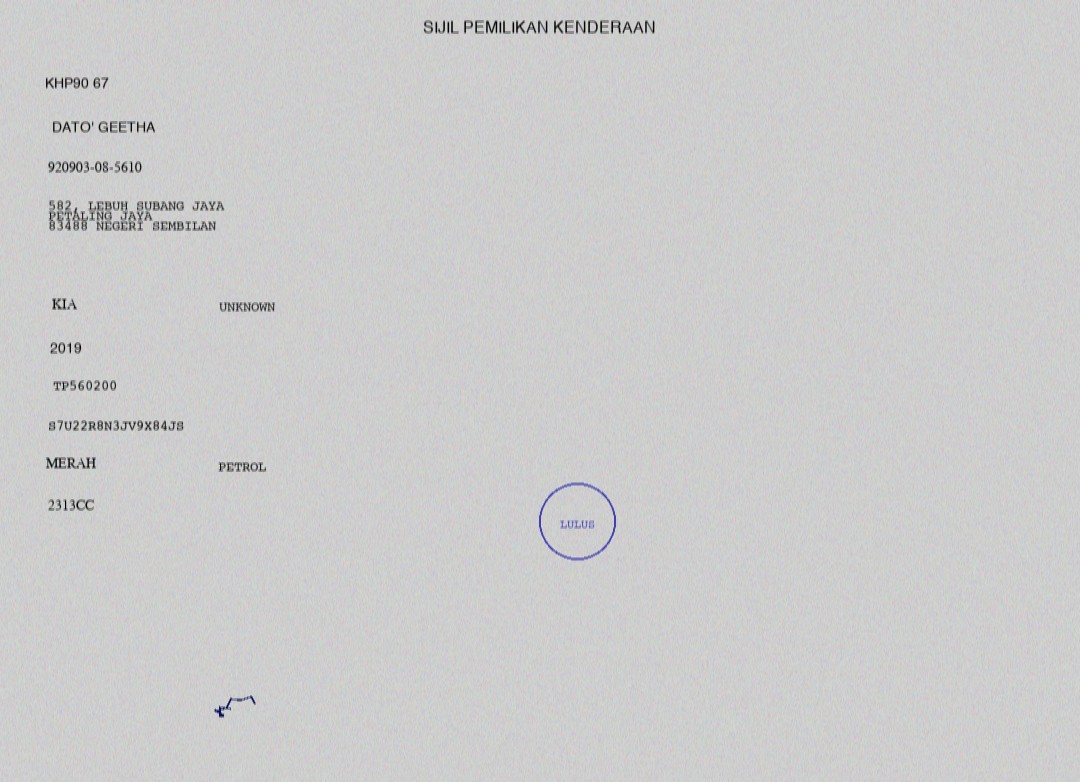 SIJIL PEMILIKAN KENDERAAN
KHP90 67
DATO' GEETHA
920903-08-5610
582, LEBUH SUBANG JAYA
PETALING JAYA
83488 NEGERI SEMBILAN
KIA UNKNOWN
2019
TP560200
S7U22R8N3JV9X84JS
MERAH PETROL
2313CC
LULUS